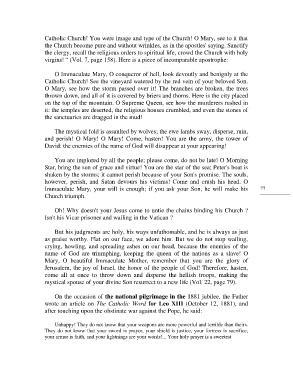 Catholic Church! You were image and type of the Church! O Mary, see to it that
the Church become pure and without wrinkles, as in the apostles' saying. Sanctify
the clergy, recall the religious orders to spiritual life, crowd the Church with holy
virgins! “ (Vol. 7, page 158). Here is a piece of incomparable apostrophe:
O Immaculate Mary, O conqueror of hell, look devoutly and benignly at the
Catholic Church! See the vineyard watered by the red vein of your beloved Son.
O Mary, see how the storm passed over it! The branches are broken, the trees
thrown down, and all of it is covered by briers and thorns. Here is the city placed
on the top of the mountain. O Supreme Queen, see how the murderers rushed in
it: the temples are deserted, the religious houses crumbled, and even the stones of
the sanctuaries are dragged in the mud!
The mystical fold is assaulted by wolves; the ewe lambs sway, disperse, ruin,
and perish! O Mary! O Mary! Come, hasten! You are the army, the tower of
David: the enemies of the name of God will disappear at your appearing!
You are implored by all the people; please come, do not be late! O Morning
Star, bring the sun of grace and virtue! You are the star of the sea; Peter's boat is
shaken by the storms; it cannot perish because of your Son's promise. The souls,
however, perish, and Satan devours his victims! Come and crush his head. O
Immaculate Mary, your will is enough; if you ask your Son, he will make his
Church triumph.
Oh! Why doesn't your Jesus come to untie the chains binding his Church ?
Isn't his Vicar prisoner and wailing in the Vatican ?
But his judgments are holy, his ways unfathomable, and he is always as just
as praise worthy. Flat on our face, we adore him. But we do not stop wailing,
crying, howling, and spreading ashes on our head, because the enemies of the
name of God are triumphing, keeping the queen of the nations as a slave! O
Mary, O beautiful Immaculate Mother, remember that you are the glory of
Jerusalem, the joy of Israel, the honor of the people of God! Therefore, hasten,
come all at once to throw down and disperse the hellish troops, making the
mystical spouse of your divine Son resurrect to a new life (Vol. 22, page 79).
On the occasion of the national pilgrimage in the 1881 jubilee, the Father
wrote an article on The Catholic Word for Leo XIII (October 12, 1881), and
after touching upon the obstinate war against the Pope, he said:
Unhappy! They do not know that your weapons are more powerful and terrible than theirs.
They do not know that your sword is prayer, your shield is justice, your fortress is sacrifice,
your armor is faith, and your lightnings are your words!... Your holy prayer is a sweetest